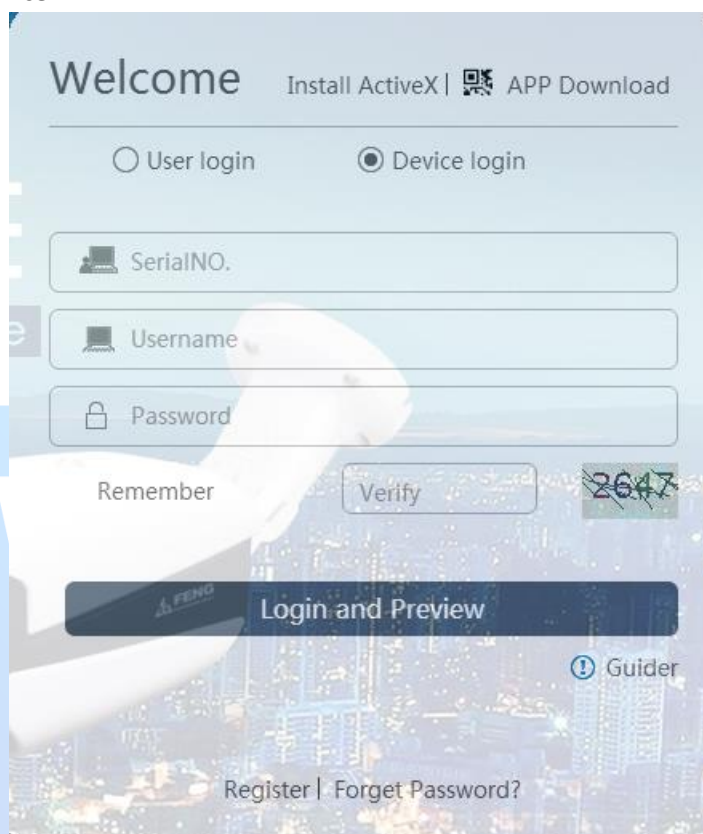 Welcome Install ActiveX | APP Download
User login Device login
SerialNO.
e
Username
Password
Remember Verify 2647
FENG
Login and Preview
Guider
Register | Forget Password?